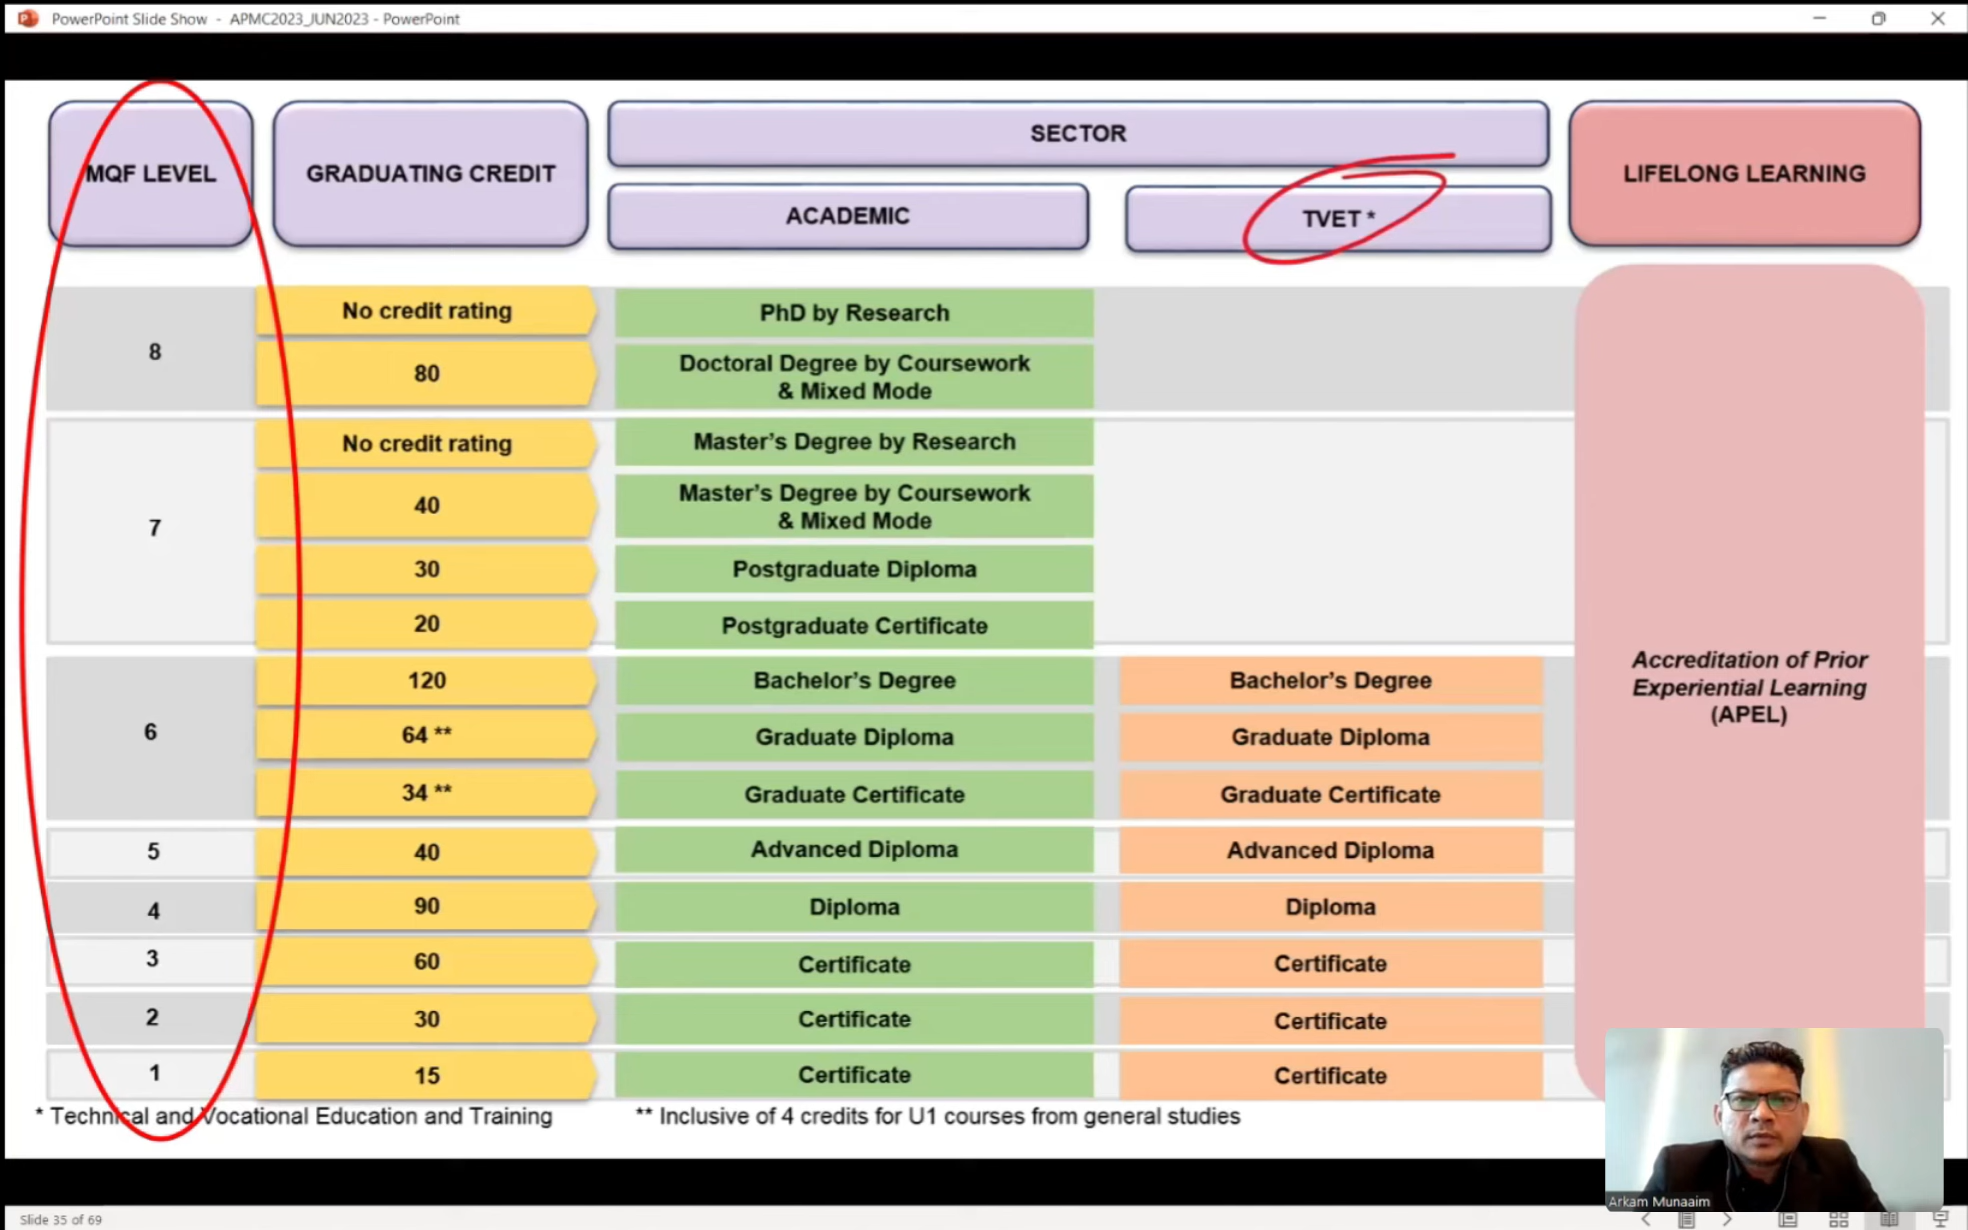 PowerPoint Slide Show - APMC2023_JUN2023 - PowerPoint
MQF LEVEL
GRADUATING CREDIT
SECTOR
ACADEMIC
TVET *
LIFELONG LEARNING
8
No credit rating
PhD by Research
80
Doctoral Degree by Coursework
& Mixed Mode
7
No credit rating
Master's Degree by Research
40
Master's Degree by Coursework
& Mixed Mode
30
Postgraduate Diploma
20
Postgraduate Certificate
6
120
Bachelor's Degree
Bachelor's Degree
64 **
Graduate Diploma
Graduate Diploma
34 **
Graduate Certificate
Graduate Certificate
5
40
Advanced Diploma
Advanced Diploma
4
90
Diploma
Diploma
3
60
Certificate
Certificate
2
30
Certificate
Certificate
1
15
Certificate
Certificate
Accreditation of Prior
Experiential Learning
(APEL)
* Technical and Vocational Education and Training
** Inclusive of 4 credits for U1 courses from general studies
Arkam Munaaim
Slide 35 of 69